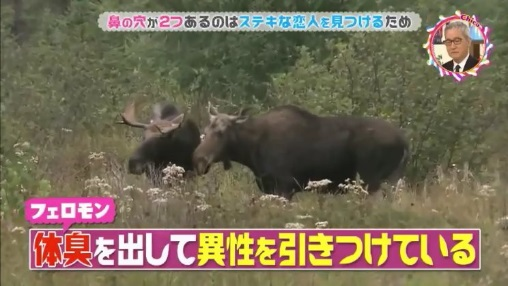 鼻の穴が2つあるのはステキな恋人を見つけるため
フェロモン
体臭を出して異性を引きつけている